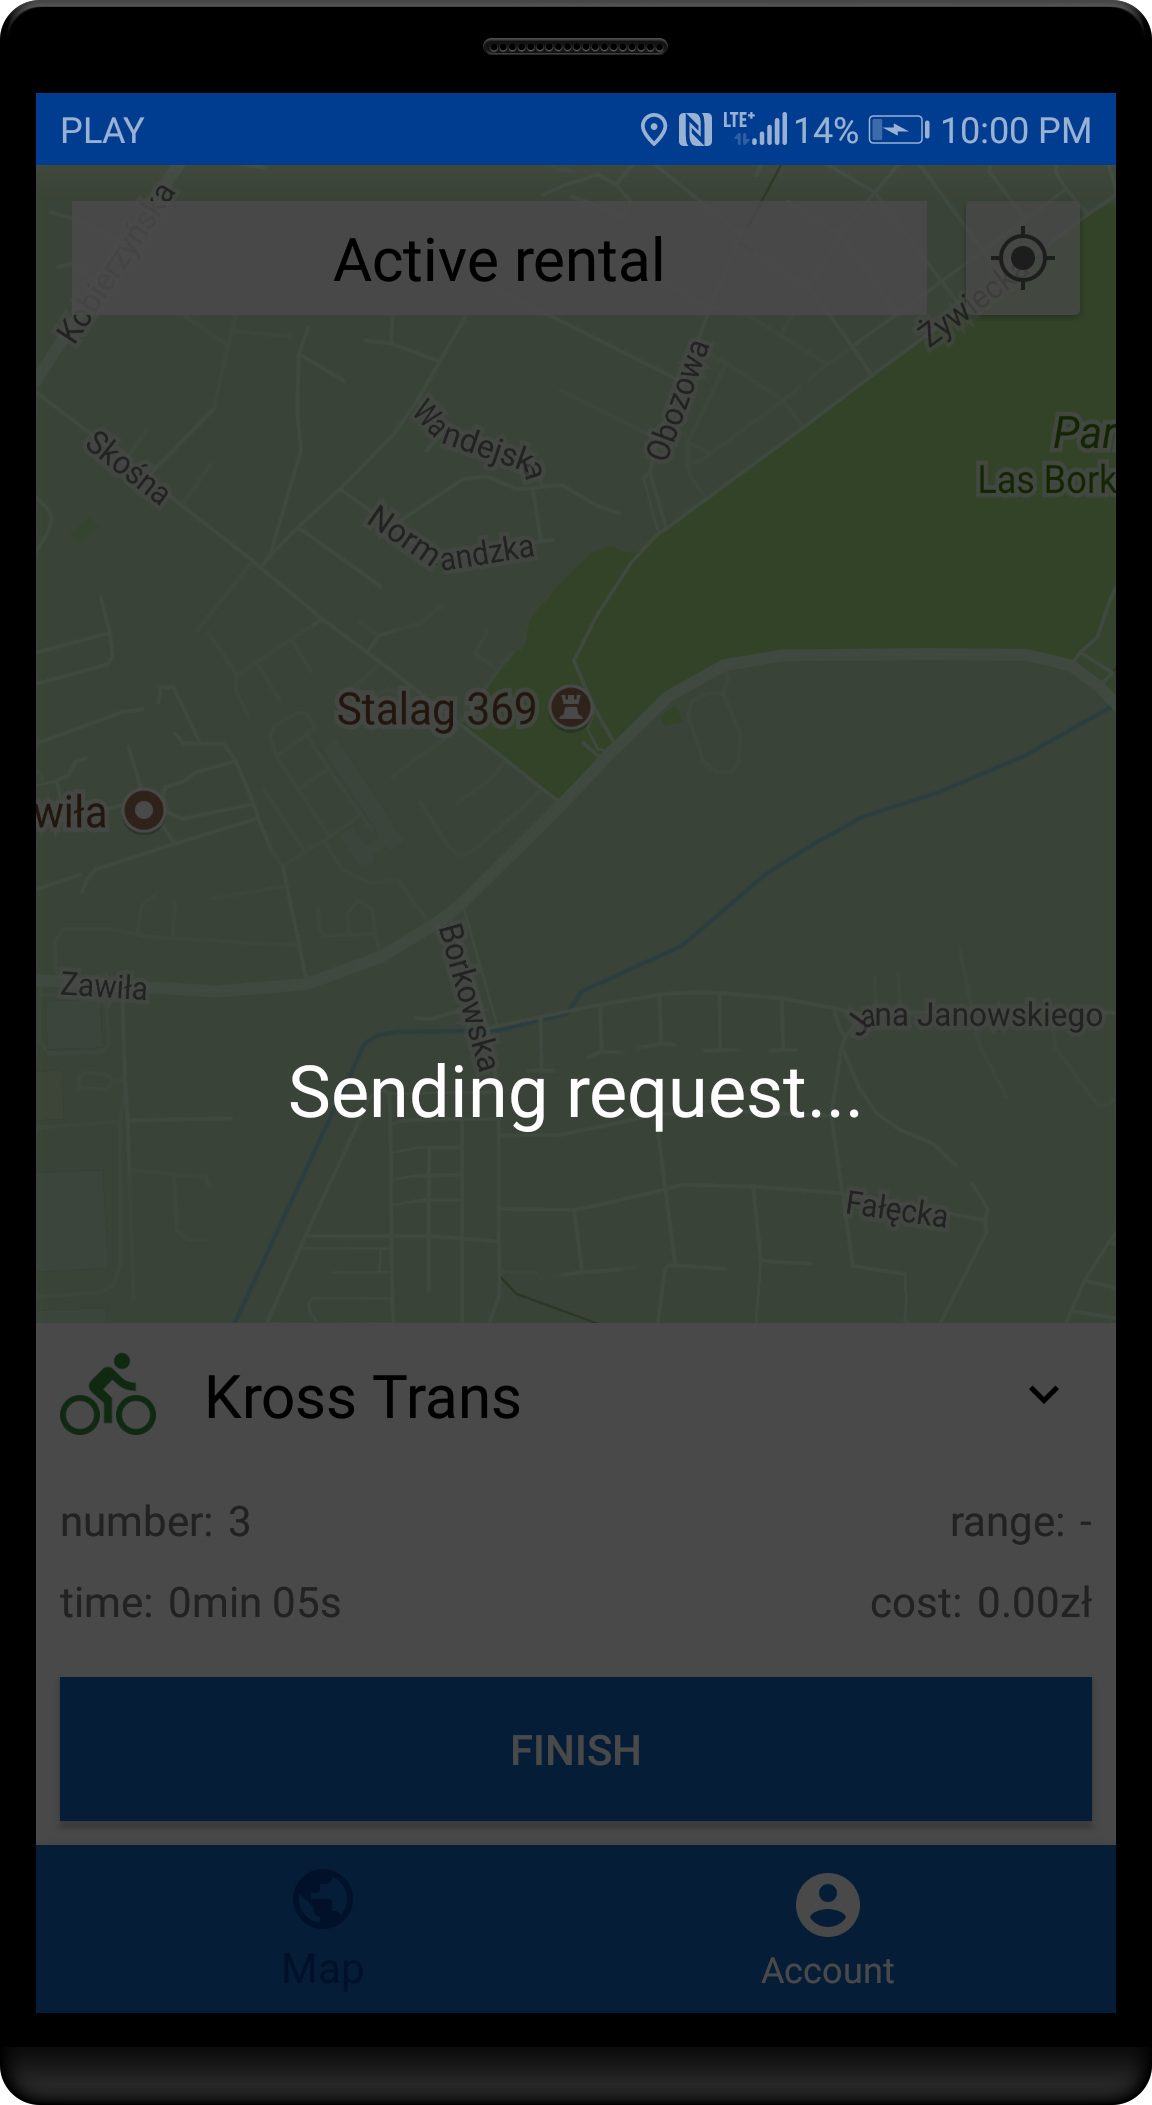 PLAY LTE+ 14% 10:00 PM
Active rental
Kobierzyńska
Żywiecka
Obozowa
Wandejska
Par
Las Bork
Skośna
Normandzka
Stalag 369
wiła
Borkowska
Zawiła
Jana Janowskiego
Sending request...
Fałęcka
Kross Trans
number: 3 range: -
time: 0min 05s cost: 0.00zł
FINISH
Map Account